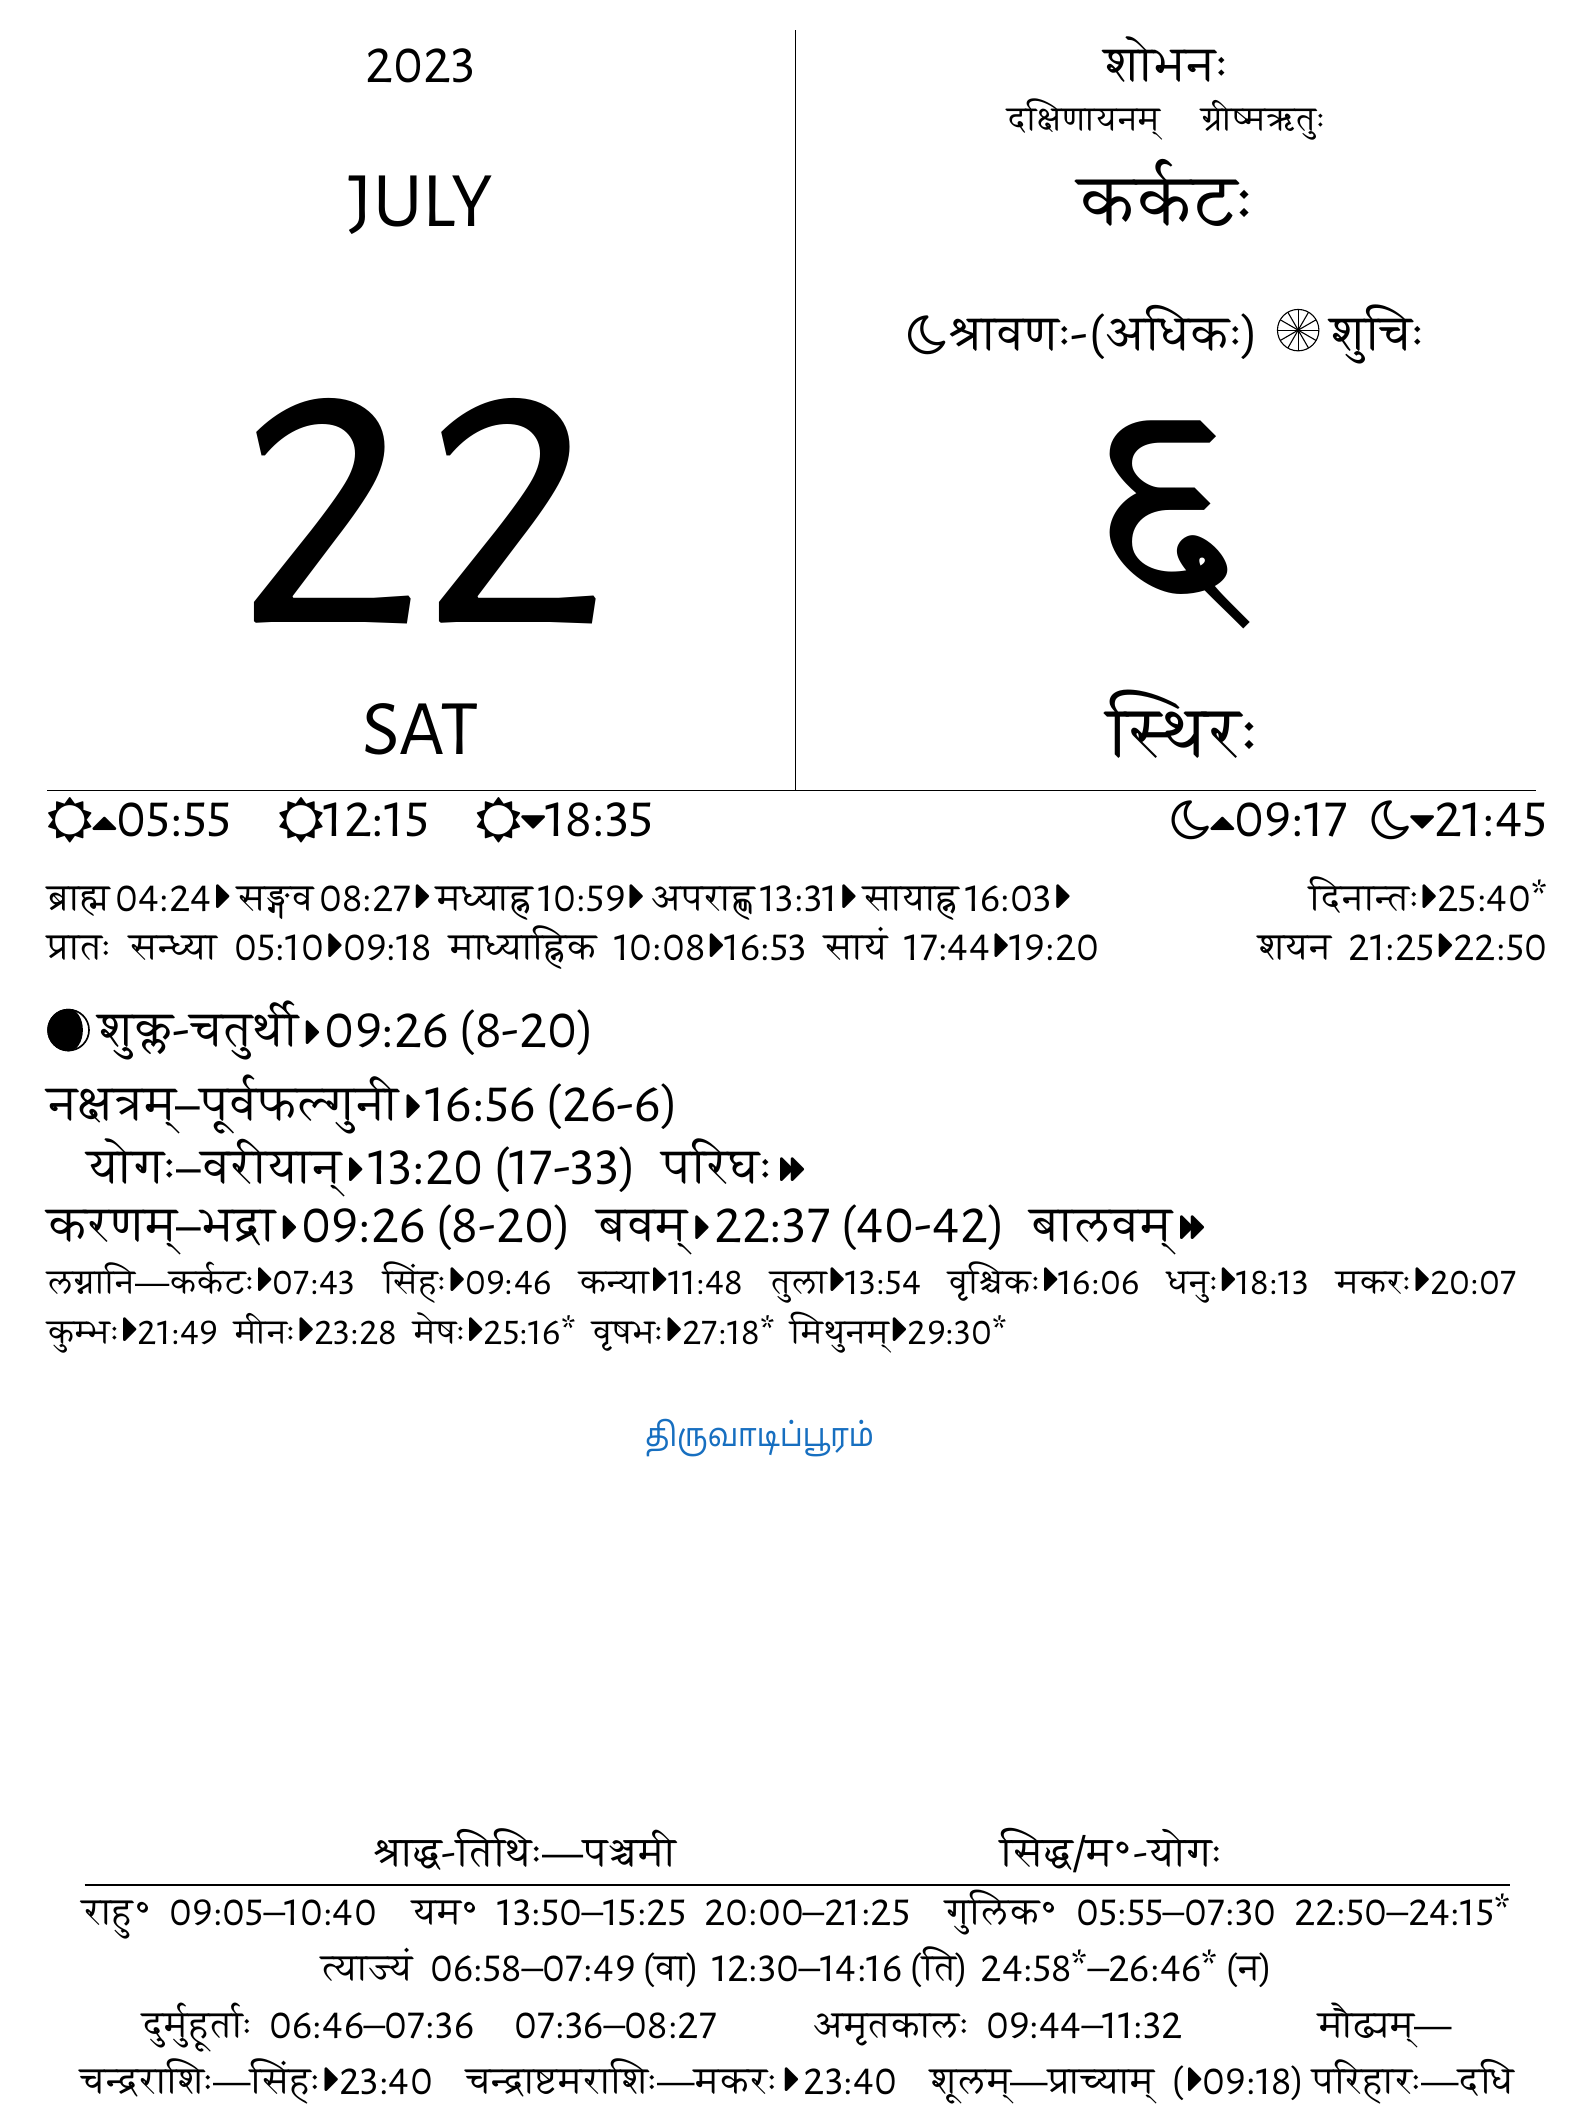 2023
JULY
22
SAT
शोभनः
दक्षिणायनम् ग्रीष्मऋतुः
कर्कटः
श्रावणः-(अधिकः) शुचिः
६
स्थिरः
05:55 12:15 18:35 09:17 21:45
ब्राह्म 04:24 सङ्गव 08:27 मध्याह्न 10:59 अपराह्ण 13:31 सायाह्न 16:03 दिनान्तः 25:40*
प्रातः सन्ध्या 05:10 09:18 माध्याह्निक 10:08 16:53 सायं 17:44 19:20 शयन 21:25 22:50
शुक्ल-चतुर्थी 09:26 (8-20)
नक्षत्रम्–पूर्वफल्गुनी 16:56 (26-6)
योगः–वरीयान् 13:20 (17-33) परिघः
करणम्–भद्रा 09:26 (8-20) बवम् 22:37 (40-42) बालवम्
लग्नानि—कर्कटः 07:43 सिंहः 09:46 कन्या 11:48 तुला 13:54 वृश्चिकः 16:06 धनुः 18:13 मकरः 20:07
कुम्भः 21:49 मीनः 23:28 मेषः 25:16* वृषभः 27:18* मिथुनम् 29:30*
திருவாடிப்பூரம்
श्राद्ध-तिथिः—पञ्चमी सिद्ध/म॰-योगः
राहु॰ 09:05–10:40 यम॰ 13:50–15:25 20:00–21:25 गुलिक॰ 05:55–07:30 22:50–24:15*
त्याज्यं 06:58–07:49 (वा) 12:30–14:16 (ति) 24:58*–26:46* (न)
दुर्मुहूर्ताः 06:46–07:36 07:36–08:27 अमृतकालः 09:44–11:32 मौढ्यम्—
चन्द्रराशिः—सिंहः 23:40 चन्द्राष्टमराशिः—मकरः 23:40 शूलम्—प्राच्याम् (09:18) परिहारः—दधि